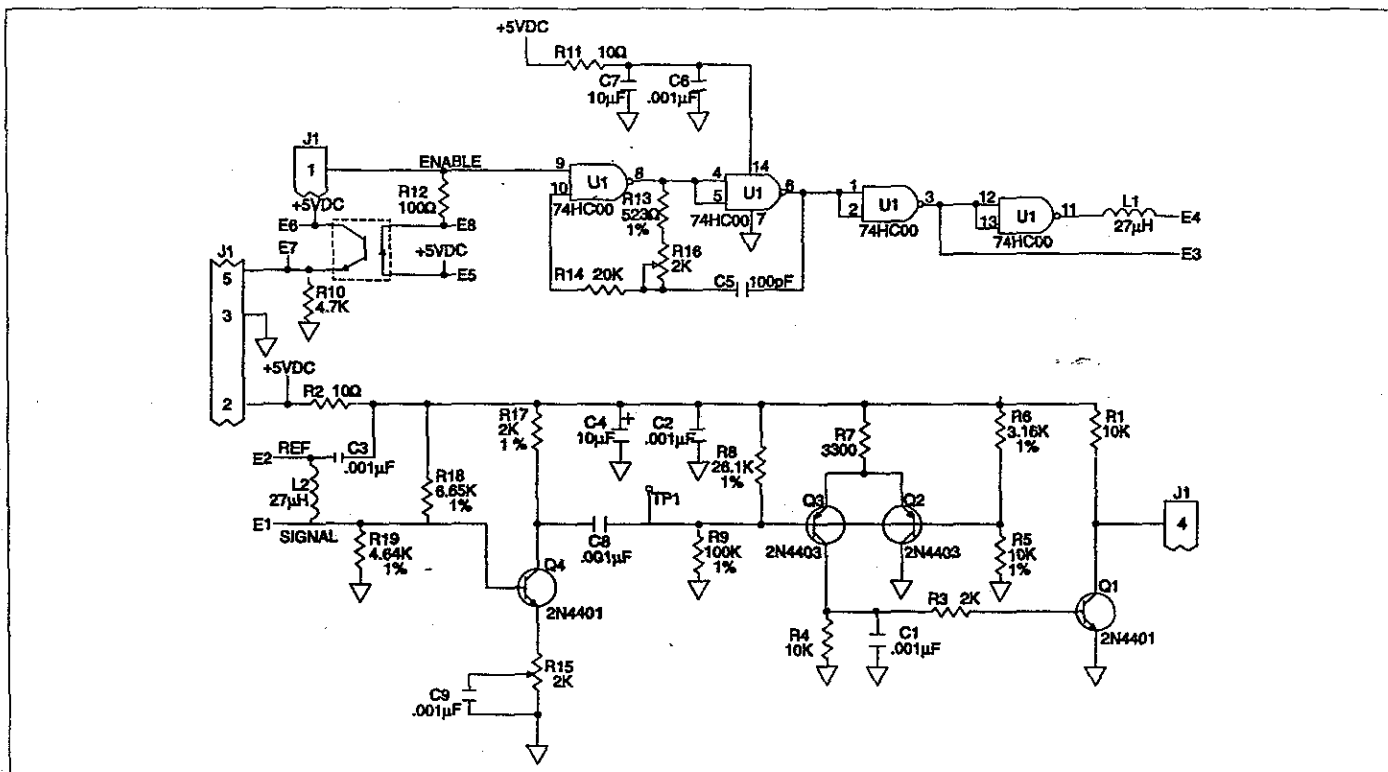 +5VDC
R11 10Ω
C7
10µF
C6
.001µF
J1
1
ENABLE
9
10
U1
8
74HC00
+5VDC
R12
100Ω
E6
E7
E8
+5VDC
E5
R13
523Ω
1%
R16
2K
R14 20K
C5
100pF
4
5
14
U1
6
7
74HC00
1
2
U1
3
74HC00
12
13
U1
11
74HC00
L1
27µH
E4
E3
J1
5
3
2
R10
4.7K
+5VDC
R2 10Ω
E2
REF
C3
.001µF
L2
27µH
E1
SIGNAL
R19
4.64K
1%
R18
6.65K
1%
R17
2K
1%
C4
+
10µF
C2
.001µF
R8
26.1K
1%
R7
3300
R6
3.16K
1%
R1
10K
TP1
C8
.001µF
R9
100K
1%
Q3
2N4403
Q2
2N4403
R5
10K
1%
J1
4
Q4
2N4401
R15
2K
C9
.001µF
R4
10K
C1
.001µF
R3 2K
Q1
2N4401